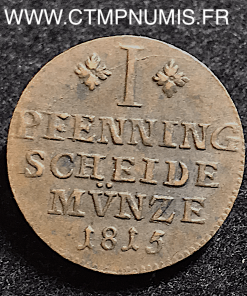 WWW.CTMPNUMIS.FR
I
PFENNING
SCHEIDE
MÜNZE
1815